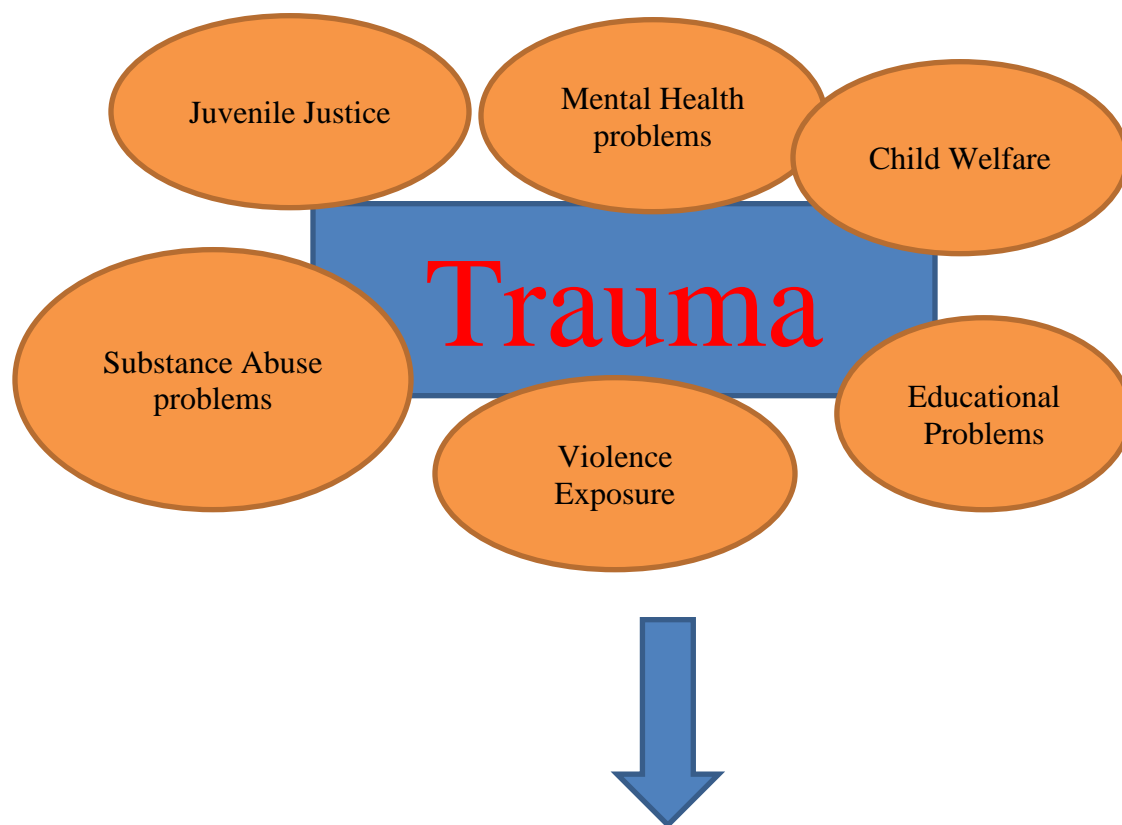 Juvenile Justice
Mental Health
problems
Child Welfare
Trauma
Substance Abuse
problems
Educational
Problems
Violence
Exposure